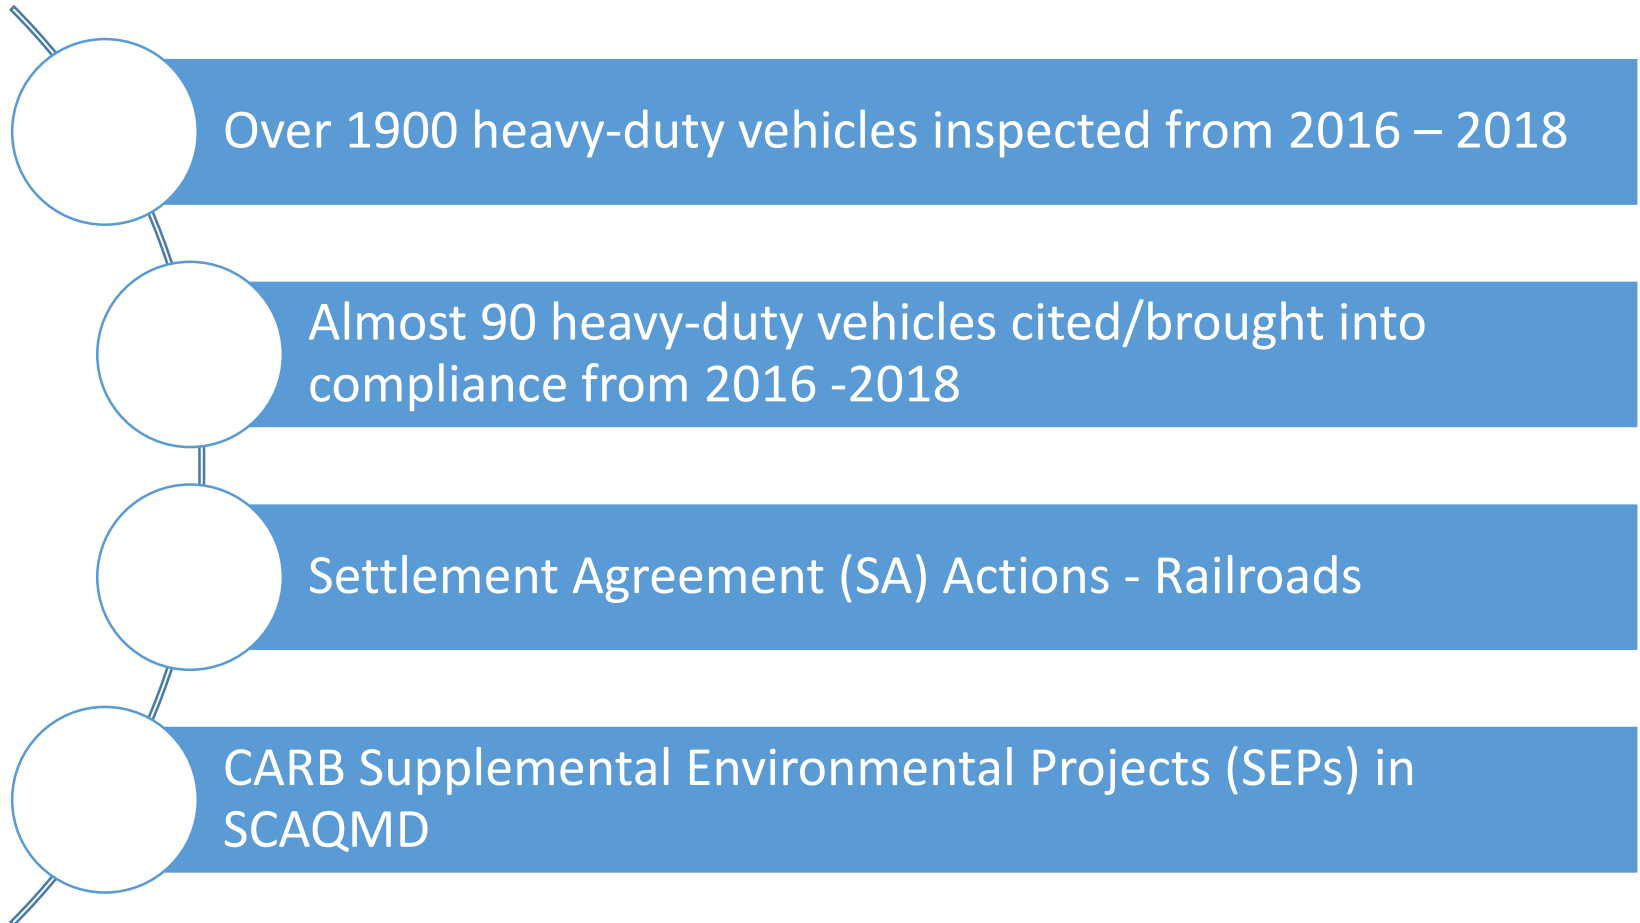 Over 1900 heavy-duty vehicles inspected from 2016 – 2018
Almost 90 heavy-duty vehicles cited/brought into
compliance from 2016 -2018
Settlement Agreement (SA) Actions - Railroads
CARB Supplemental Environmental Projects (SEPs) in
SCAQMD